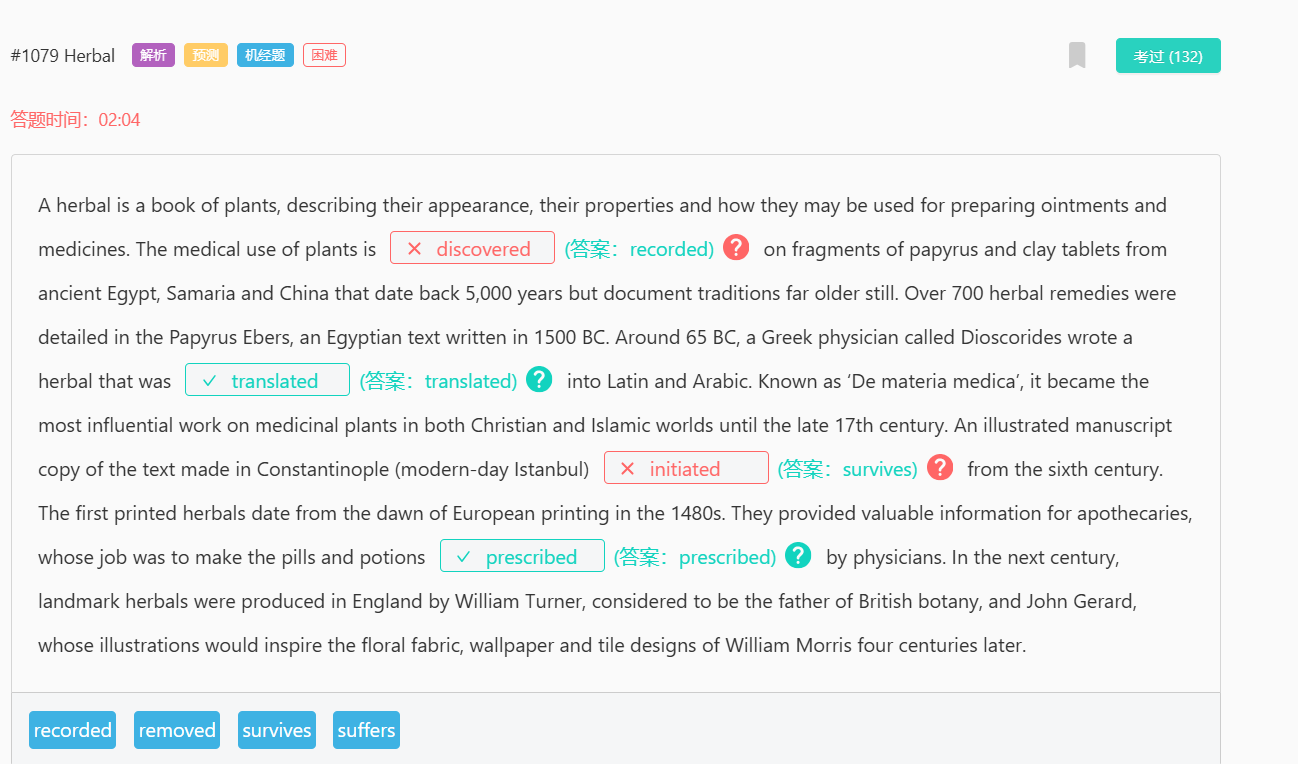 #1079 Herbal 解析 预测 机经题 困难 考过 (132)
答题时间：02:04
A herbal is a book of plants, describing their appearance, their properties and how they may be used for preparing ointments and
medicines. The medical use of plants is ✕ discovered (答案：recorded) ? on fragments of papyrus and clay tablets from
ancient Egypt, Samaria and China that date back 5,000 years but document traditions far older still. Over 700 herbal remedies were
detailed in the Papyrus Ebers, an Egyptian text written in 1500 BC. Around 65 BC, a Greek physician called Dioscorides wrote a
herbal that was ✓ translated (答案：translated) ? into Latin and Arabic. Known as ‘De materia medica’, it became the
most influential work on medicinal plants in both Christian and Islamic worlds until the late 17th century. An illustrated manuscript
copy of the text made in Constantinople (modern-day Istanbul) ✕ initiated (答案：survives) ? from the sixth century.
The first printed herbals date from the dawn of European printing in the 1480s. They provided valuable information for apothecaries,
whose job was to make the pills and potions ✓ prescribed (答案：prescribed) ? by physicians. In the next century,
landmark herbals were produced in England by William Turner, considered to be the father of British botany, and John Gerard,
whose illustrations would inspire the floral fabric, wallpaper and tile designs of William Morris four centuries later.
recorded removed survives suffers